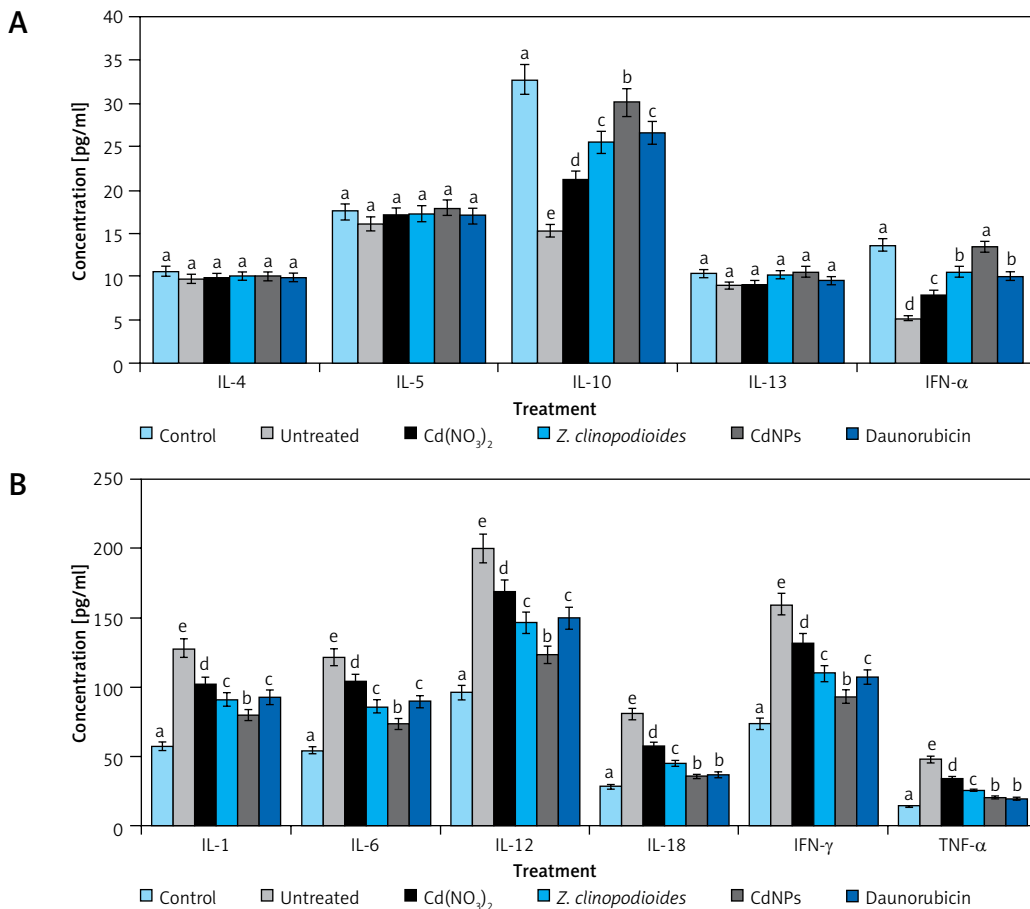 A
Concentration [pg/ml]
40
35
30
25
20
15
10
5
0
a a a a a a
a a a a a a
a e d c b c
a a a a a a
a d c b a b
IL-4 IL-5 IL-10 IL-13 IFN-α
Treatment
Control Untreated Cd(NO₃)₂ Z. clinopodioides CdNPs Daunorubicin
B
Concentration [pg/ml]
250
200
150
100
50
0
a e d c b c
a e d c b c
a e d c b c
a e d c b b
a e d c b c
a e d c b b
IL-1 IL-6 IL-12 IL-18 IFN-γ TNF-α
Treatment
Control Untreated Cd(NO₃)₂ Z. clinopodioides CdNPs Daunorubicin